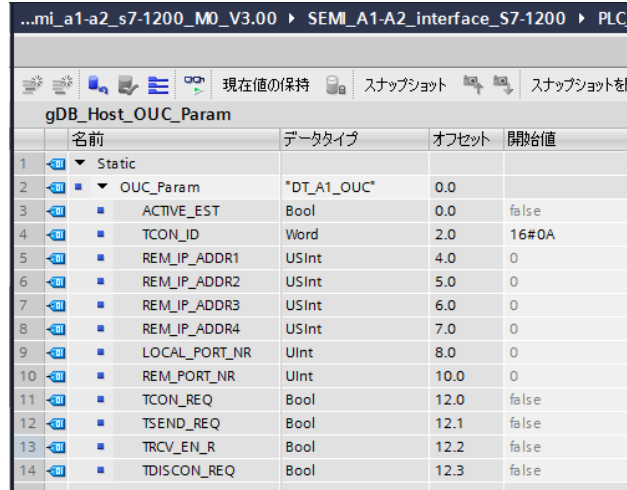 ...mi_a1-a2_s7-1200_M0_V3.00 ▸ SEMI_A1-A2_interface_S7-1200 ▸ PLC_
現在値の保持 スナップショット スナップショットを
gDB_Host_OUC_Param
名前 データタイプ オフセット 開始値
1 Static
2 OUC_Param "DT_A1_OUC" 0.0
3 ACTIVE_EST Bool 0.0 false
4 TCON_ID Word 2.0 16#0A
5 REM_IP_ADDR1 USInt 4.0 0
6 REM_IP_ADDR2 USInt 5.0 0
7 REM_IP_ADDR3 USInt 6.0 0
8 REM_IP_ADDR4 USInt 7.0 0
9 LOCAL_PORT_NR UInt 8.0 0
10 REM_PORT_NR UInt 10.0 0
11 TCON_REQ Bool 12.0 false
12 TSEND_REQ Bool 12.1 false
13 TRCV_EN_R Bool 12.2 false
14 TDISCON_REQ Bool 12.3 false